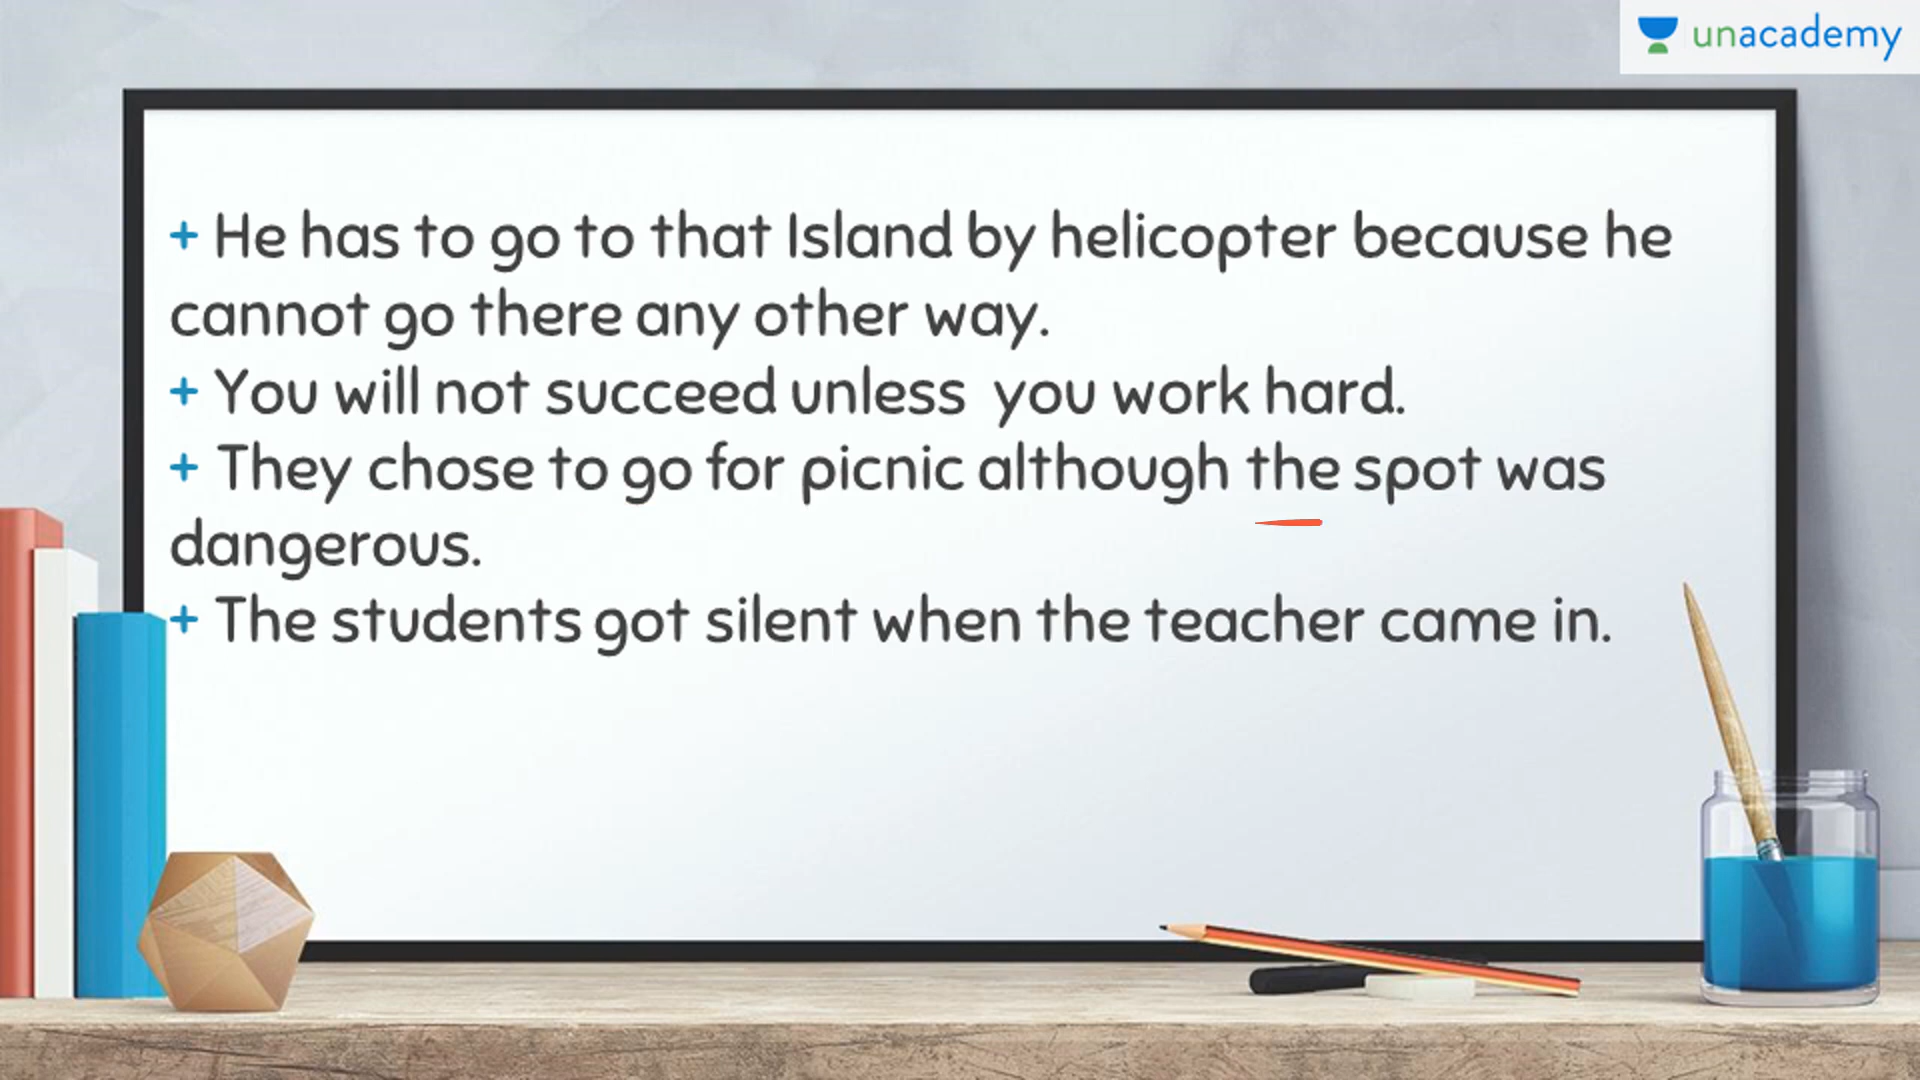 unacademy
+ He has to go to that Island by helicopter because he
cannot go there any other way.
+ You will not succeed unless you work hard.
+ They chose to go for picnic although the spot was
dangerous.
+ The students got silent when the teacher came in.